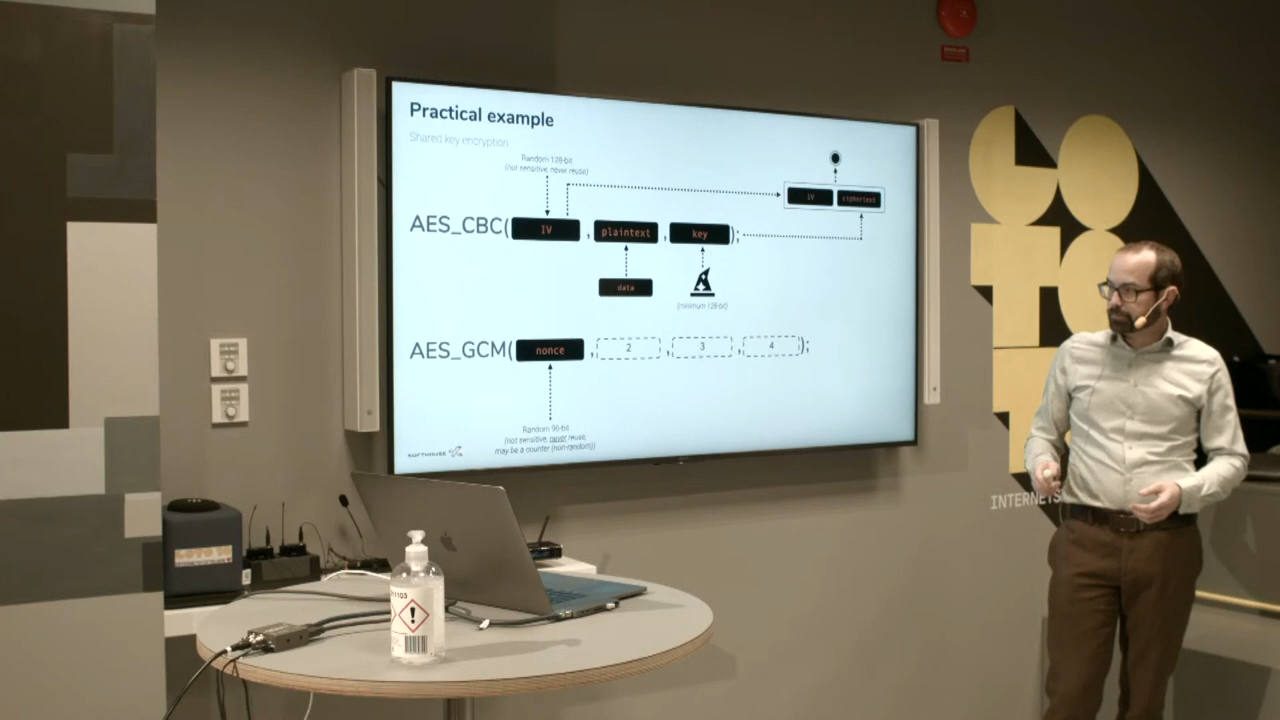 Practical example
Shared key encryption
Random 128-bit
(not sensitive, never reuse)
IV ciphertext
AES_CBC( IV , plaintext , key );
data
(minimum 128-bit)
AES_GCM( nonce , 2 , 3 , 4 );
Random 96-bit
(not sensitive, never reuse,
may be a counter (non-random))
SOFTHOUSE
INTERNETS
1103